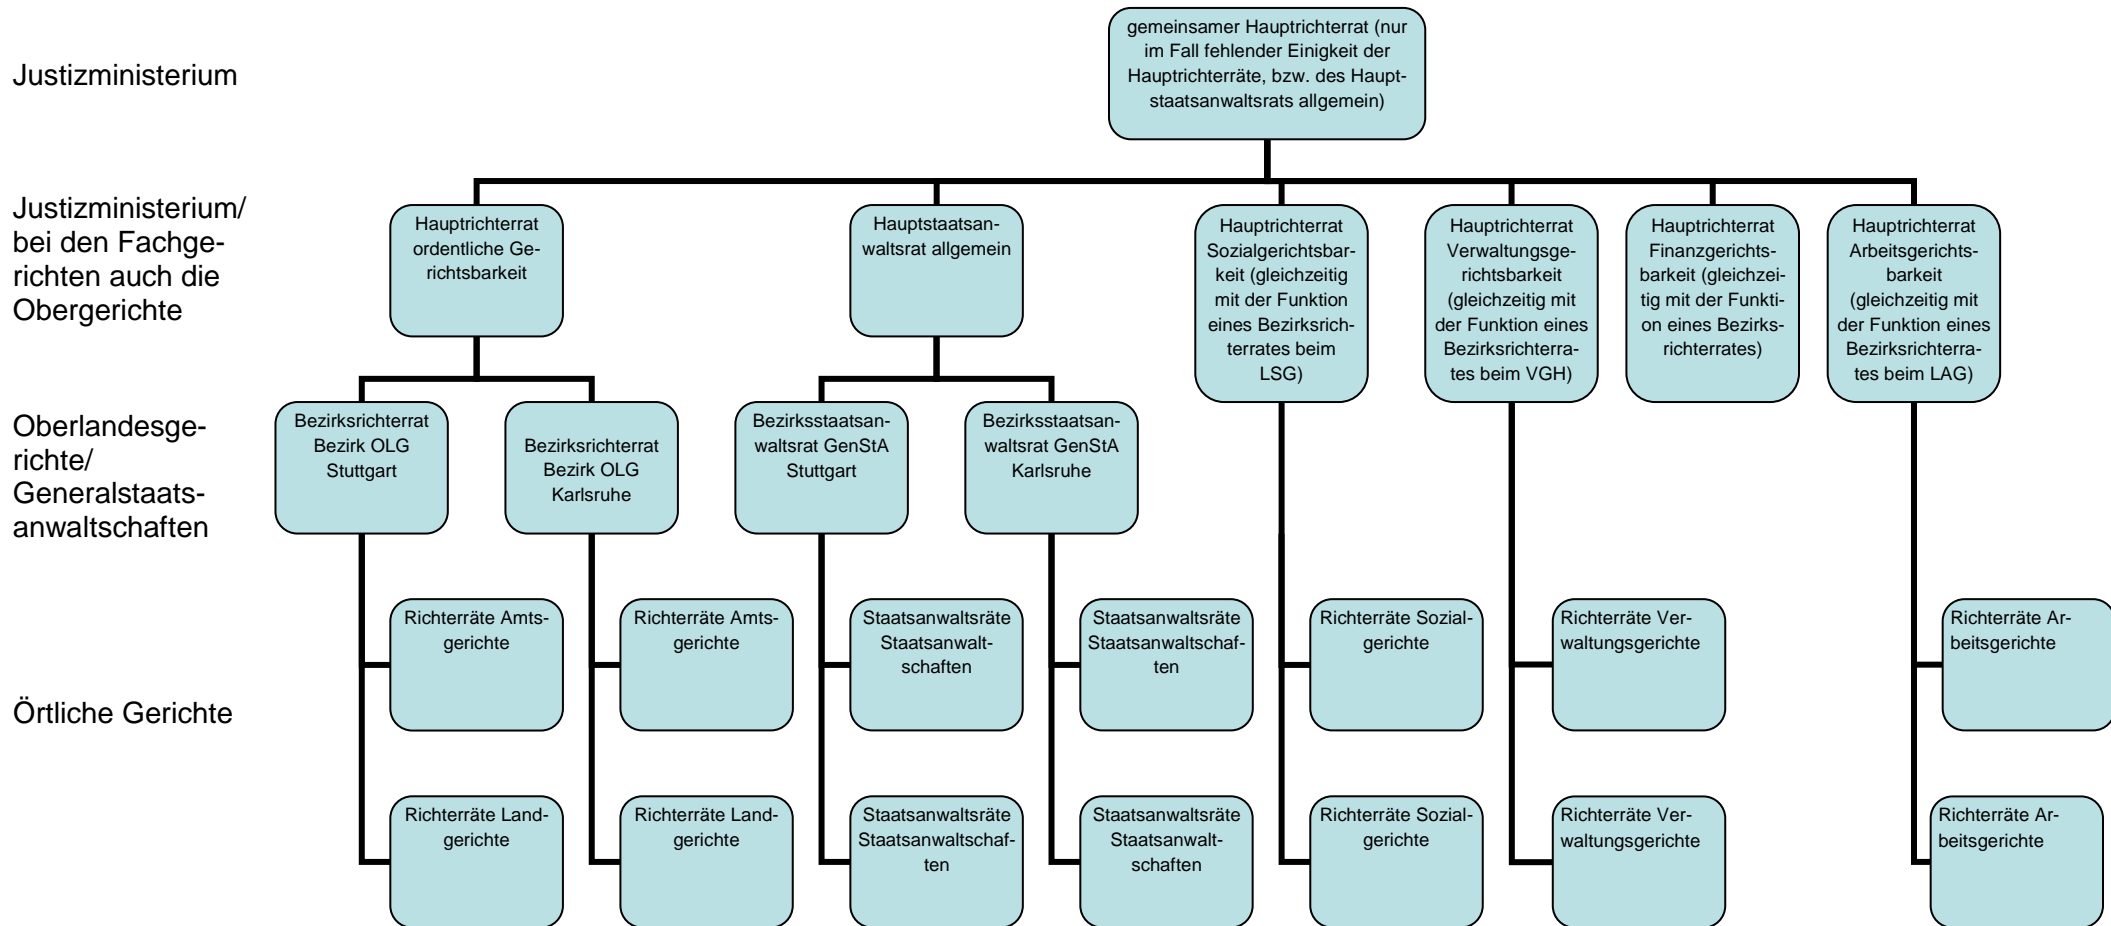 gemeinsamer Hauptrichterrat (nur
im Fall fehlender Einigkeit der
Hauptrichterräte, bzw. des Haupt-
staatsanwaltsrats allgemein)
Justizministerium
Justizministerium/
bei den Fachge-
richten auch die
Obergerichte
Hauptrichterrat
ordentliche Ge-
richtsbarkeit
Hauptstaatsan-
waltsrat allgemein
Hauptrichterrat
Sozialgerichtsbar-
keit (gleichzeitig
mit der Funktion
eines Bezirksrich-
terrates beim
LSG)
Hauptrichterrat
Verwaltungsge-
richtsbarkeit
(gleichzeitig mit
der Funktion eines
Bezirksrichterra-
tes beim VGH)
Hauptrichterrat
Finanzgerichts-
barkeit (gleichzei-
tig mit der Funkti-
on eines Bezirks-
richterrates)
Hauptrichterrat
Arbeitsgerichts-
barkeit
(gleichzeitig mit
der Funktion eines
Bezirksrichterra-
tes beim LAG)
Oberlandesge-
richte/
Generalstaats-
anwaltschaften
Bezirksrichterrat
Bezirk OLG
Stuttgart
Bezirksrichterrat
Bezirk OLG
Karlsruhe
Bezirksstaatsan-
waltsrat GenStA
Stuttgart
Bezirksstaatsan-
waltsrat GenStA
Karlsruhe
Örtliche Gerichte
Richterräte Amts-
gerichte
Richterräte Amts-
gerichte
Staatsanwaltsräte
Staatsanwalt-
schaften
Staatsanwaltsräte
Staatsanwaltschaf-
ten
Richterräte Sozial-
gerichte
Richterräte Ver-
waltungsgerichte
Richterräte Ar-
beitsgerichte
Richterräte Land-
gerichte
Richterräte Land-
gerichte
Staatsanwaltsräte
Staatsanwaltschaf-
ten
Staatsanwaltsräte
Staatsanwalt-
schaften
Richterräte Sozial-
gerichte
Richterräte Ver-
waltungsgerichte
Richterräte Ar-
beitsgerichte